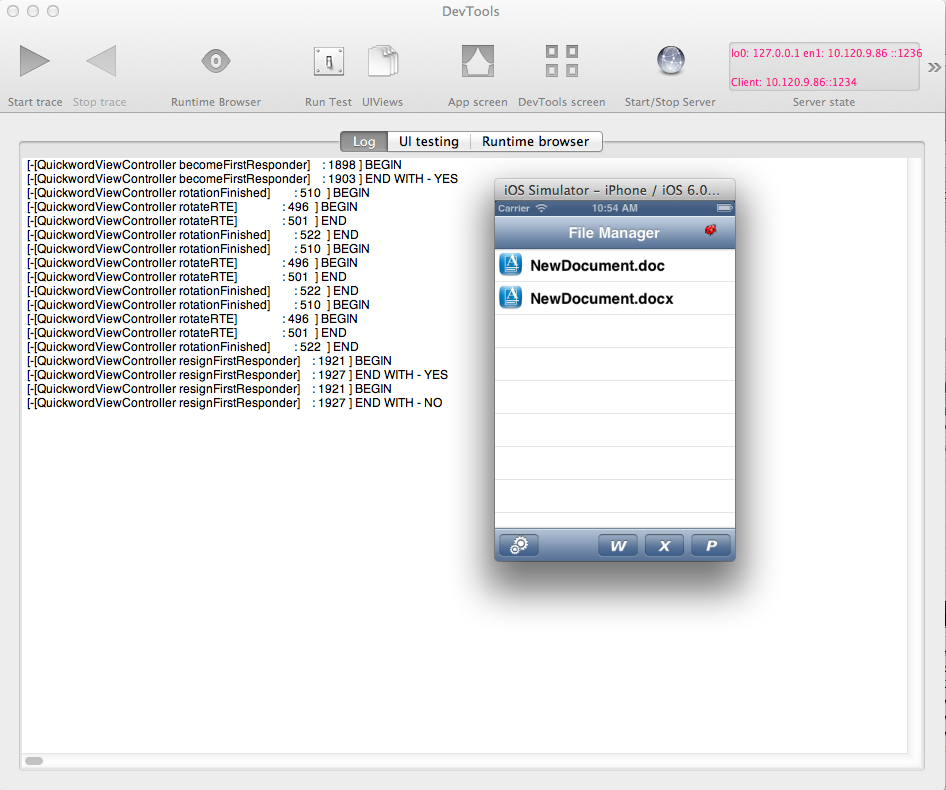 DevTools
lo0: 127.0.0.1 en1: 10.120.9.86 ::1236
Client: 10.120.9.86::1234
Start trace Stop trace Runtime Browser Run Test UIViews App screen DevTools screen Start/Stop Server Server state
Log UI testing Runtime browser
[-[QuickwordViewController becomeFirstResponder] : 1898 ] BEGIN
[-[QuickwordViewController becomeFirstResponder] : 1903 ] END WITH - YES
[-[QuickwordViewController rotationFinished] : 510 ] BEGIN
[-[QuickwordViewController rotateRTE] : 496 ] BEGIN
[-[QuickwordViewController rotateRTE] : 501 ] END
[-[QuickwordViewController rotationFinished] : 522 ] END
[-[QuickwordViewController rotationFinished] : 510 ] BEGIN
[-[QuickwordViewController rotateRTE] : 496 ] BEGIN
[-[QuickwordViewController rotateRTE] : 501 ] END
[-[QuickwordViewController rotationFinished] : 522 ] END
[-[QuickwordViewController rotationFinished] : 510 ] BEGIN
[-[QuickwordViewController rotateRTE] : 496 ] BEGIN
[-[QuickwordViewController rotateRTE] : 501 ] END
[-[QuickwordViewController rotationFinished] : 522 ] END
[-[QuickwordViewController resignFirstResponder] : 1921 ] BEGIN
[-[QuickwordViewController resignFirstResponder] : 1927 ] END WITH - YES
[-[QuickwordViewController resignFirstResponder] : 1921 ] BEGIN
[-[QuickwordViewController resignFirstResponder] : 1927 ] END WITH - NO
iOS Simulator – iPhone / iOS 6.0...
Carrier 10:54 AM
File Manager
NewDocument.doc
NewDocument.docx
W X P